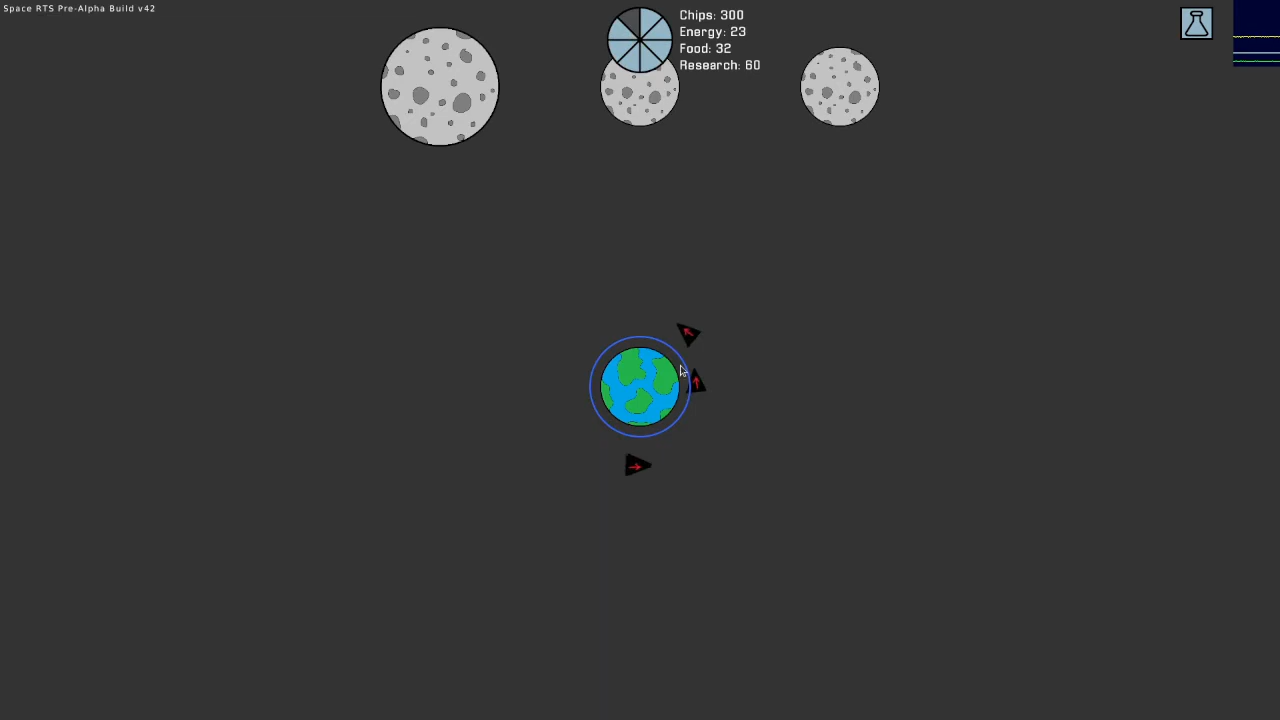 Space RTS Pre-Alpha Build v42
Chips: 300
Energy: 23
Food: 32
Research: 60